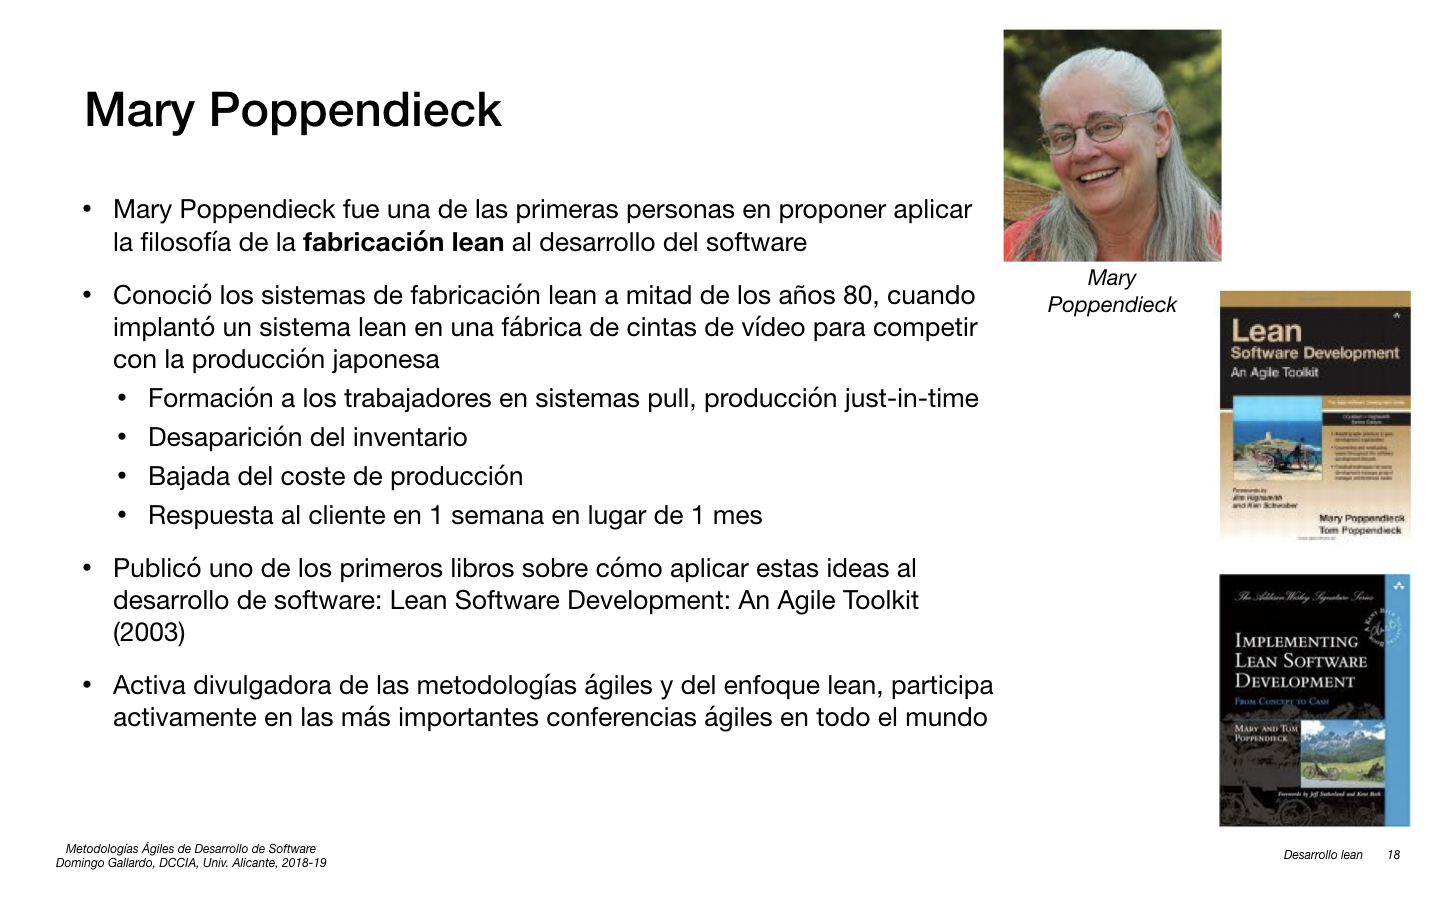 Mary Poppendieck
• Mary Poppendieck fue una de las primeras personas en proponer aplicar
la filosofía de la fabricación lean al desarrollo del software
• Conoció los sistemas de fabricación lean a mitad de los años 80, cuando
implantó un sistema lean en una fábrica de cintas de vídeo para competir
con la producción japonesa
• Formación a los trabajadores en sistemas pull, producción just-in-time
• Desaparición del inventario
• Bajada del coste de producción
• Respuesta al cliente en 1 semana en lugar de 1 mes
• Publicó uno de los primeros libros sobre cómo aplicar estas ideas al
desarrollo de software: Lean Software Development: An Agile Toolkit
(2003)
• Activa divulgadora de las metodologías ágiles y del enfoque lean, participa
activamente en las más importantes conferencias ágiles en todo el mundo
Mary
Poppendieck
Lean
Software Development
An Agile Toolkit
Forewords by
Jim Highsmith
and Ken Schwaber
Mary Poppendieck
Tom Poppendieck
The Addison Wesley Signature Series
IMPLEMENTING
LEAN SOFTWARE
DEVELOPMENT
FROM CONCEPT TO CASH
MARY AND TOM
POPPENDIECK
Forewords by Jeff Sutherland and Kent Beck
Metodologías Ágiles de Desarrollo de Software
Domingo Gallardo, DCCIA, Univ. Alicante, 2018-19
Desarrollo lean 18